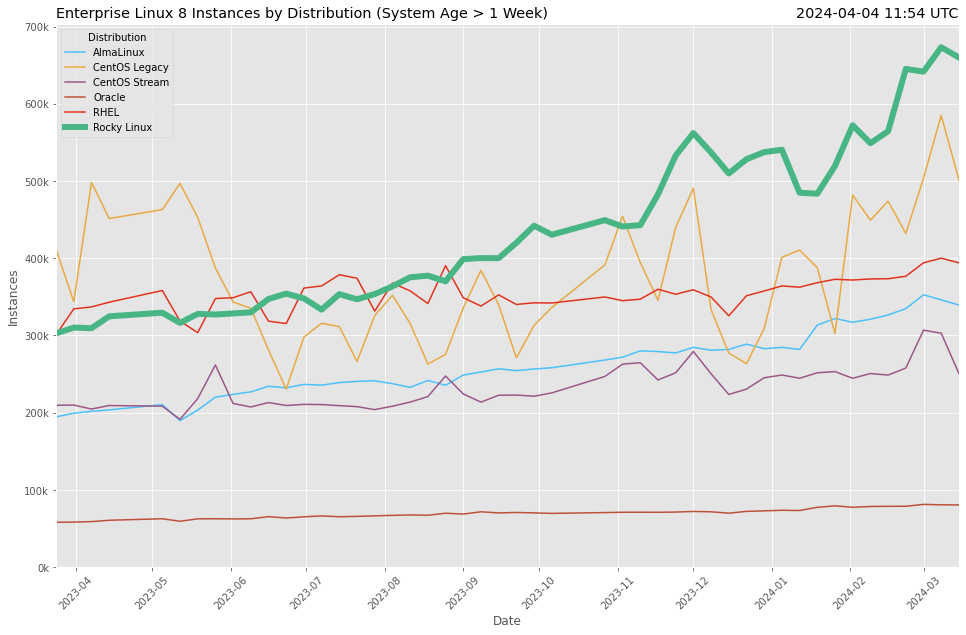 Enterprise Linux 8 Instances by Distribution (System Age > 1 Week)
2024-04-04 11:54 UTC
Distribution
AlmaLinux
CentOS Legacy
CentOS Stream
Oracle
RHEL
Rocky Linux
700k
600k
500k
400k
300k
200k
100k
0k
Instances
2023-04
2023-05
2023-06
2023-07
2023-08
2023-09
2023-10
2023-11
2023-12
2024-01
2024-02
2024-03
Date